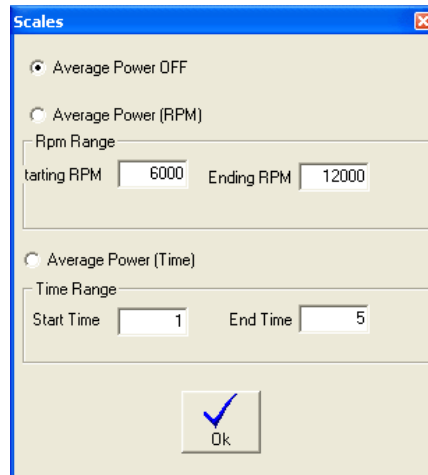 Scales
Average Power OFF
Average Power (RPM)
Rpm Range
tarting RPM 6000 Ending RPM 12000
Average Power (Time)
Time Range
Start Time 1 End Time 5
Ok